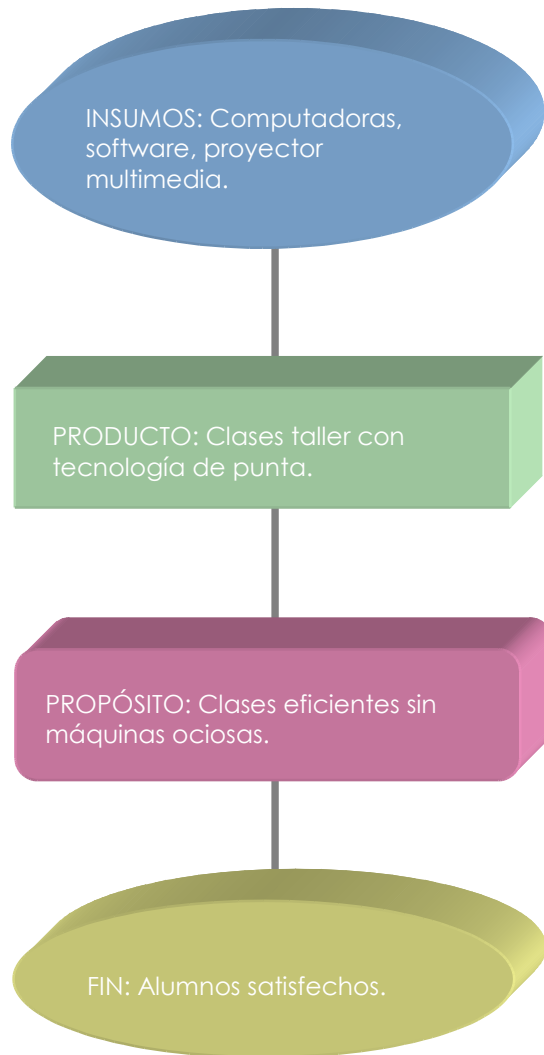 INSUMOS: Computadoras,
software, proyector
multimedia.
PRODUCTO: Clases taller con
tecnología de punta.
PROPÓSITO: Clases eficientes sin
máquinas ociosas.
FIN: Alumnos satisfechos.